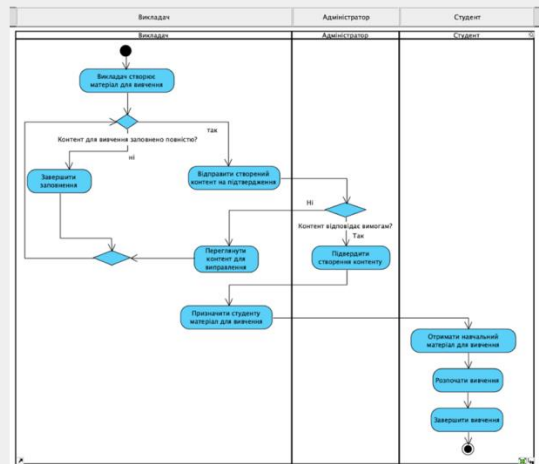 Викладач
Адміністратор
Студент
Викладач
Адміністратор
Студент
Викладач створює
матеріал для вивчення
так
Контент для вивчення заповнено повністю?
ні
Завершити
заповнення
Відправити створений
контент на підтвердження
Ні
Контент відповідає вимогам?
Так
Переглянути
контент для
виправлення
Підтвердити
створення контенту
Призначити студенту
матеріал для вивчення
Отримати навчальний
матеріал для вивчення
Розпочати вивчення
Завершити вивчення